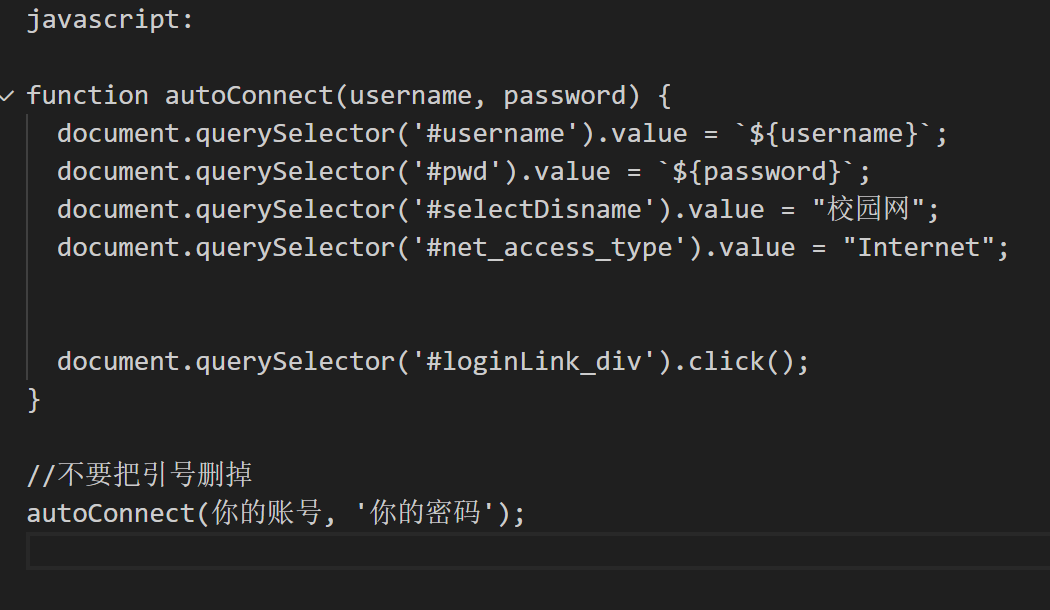 javascript:
function autoConnect(username, password) {
document.querySelector('#username').value = `${username}`;
document.querySelector('#pwd').value = `${password}`;
document.querySelector('#selectDisname').value = "校园网";
document.querySelector('#net_access_type').value = "Internet";
document.querySelector('#loginLink_div').click();
}
//不要把引号删掉
autoConnect(你的账号, '你的密码');